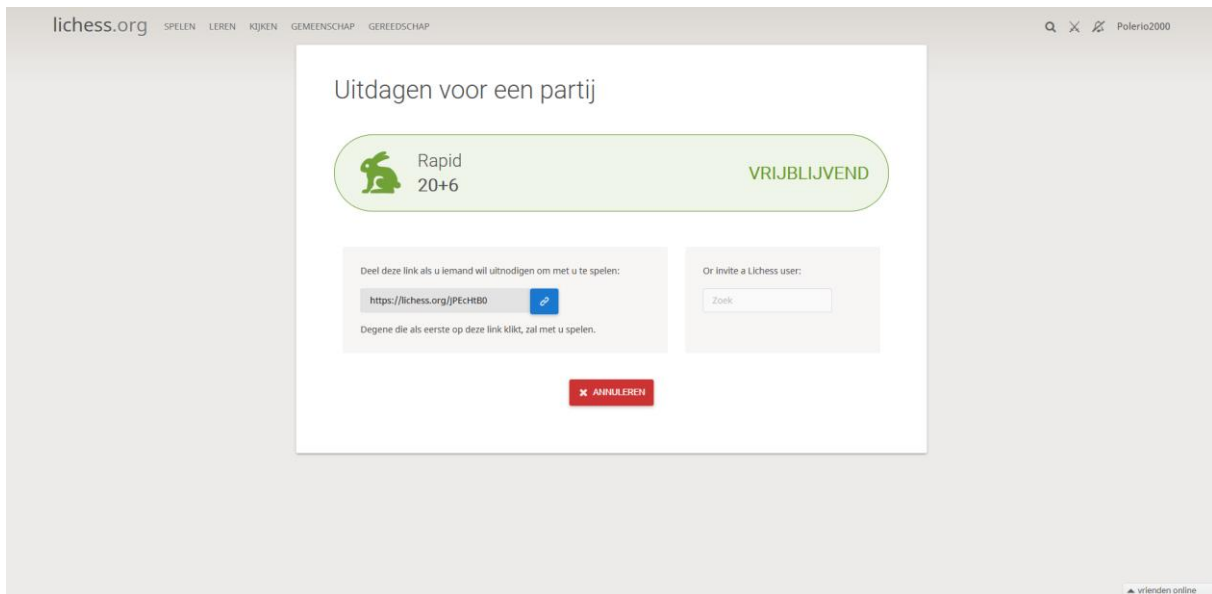 lichess.org SPELEN LEREN KIJKEN GEMEENSCHAP GEREEDSCHAP Polerio2000
Uitdagen voor een partij
Rapid
20+6
VRIJBLIJVEND
Deel deze link als u iemand wil uitnodigen om met u te spelen:
https://lichess.org/JPEcHtB0
Degene die als eerste op deze link klikt, zal met u spelen.
Or invite a Lichess user:
Zoek
ANNULEREN
vrienden online